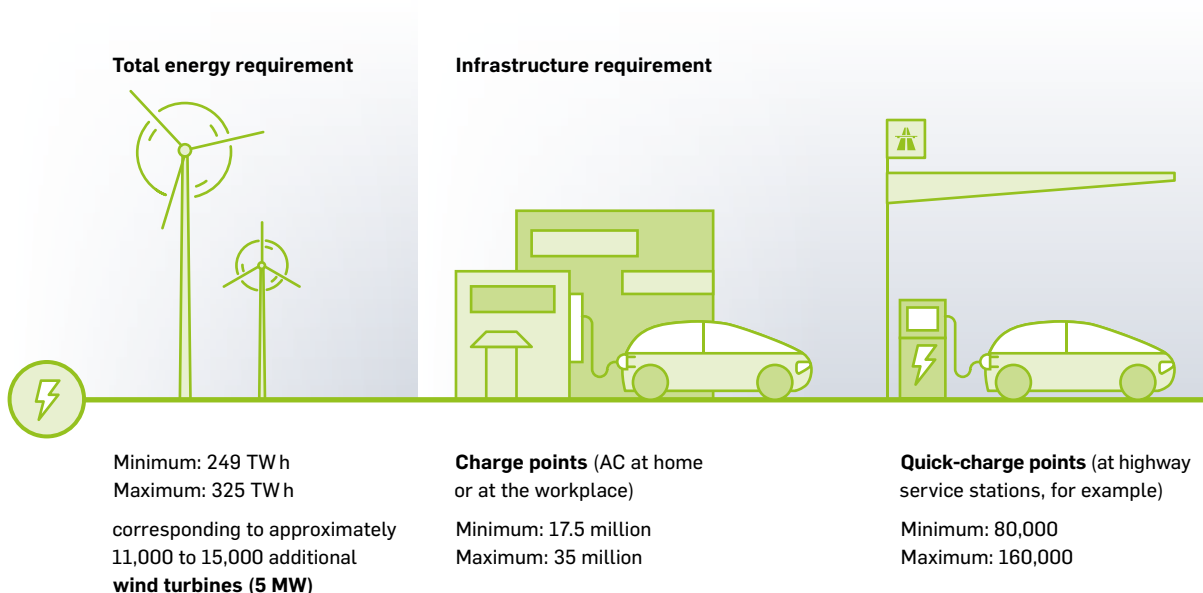 Total energy requirement
Infrastructure requirement
Minimum: 249 TWh
Maximum: 325 TWh
corresponding to approximately
11,000 to 15,000 additional
wind turbines (5 MW)
Charge points (AC at home
or at the workplace)
Minimum: 17.5 million
Maximum: 35 million
Quick-charge points (at highway
service stations, for example)
Minimum: 80,000
Maximum: 160,000